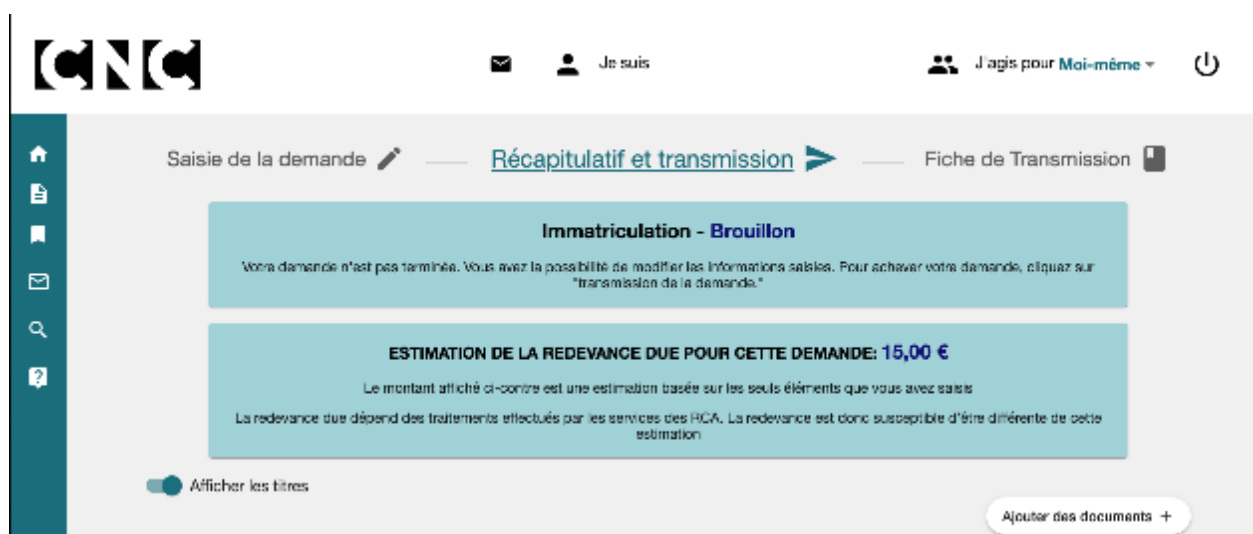 CNC
Je suis
J'agis pour Moi-même
Saisie de la demande
Récapitulatif et transmission
Fiche de Transmission
Immatriculation - Brouillon
Votre demande n'est pas terminée. Vous avez la possibilité de modifier les informations saisies. Pour achever votre demande, cliquez sur
"transmission de la demande."
ESTIMATION DE LA REDEVANCE DUE POUR CETTE DEMANDE: 15,00 €
Le montant affiché ci-contre est une estimation basée sur les seuls éléments que vous avez saisis
La redevance due dépend des traitements effectués par les services des RCA. La redevance est donc susceptible d'être différente de cette
estimation
Afficher les titres
Ajouter des documents +